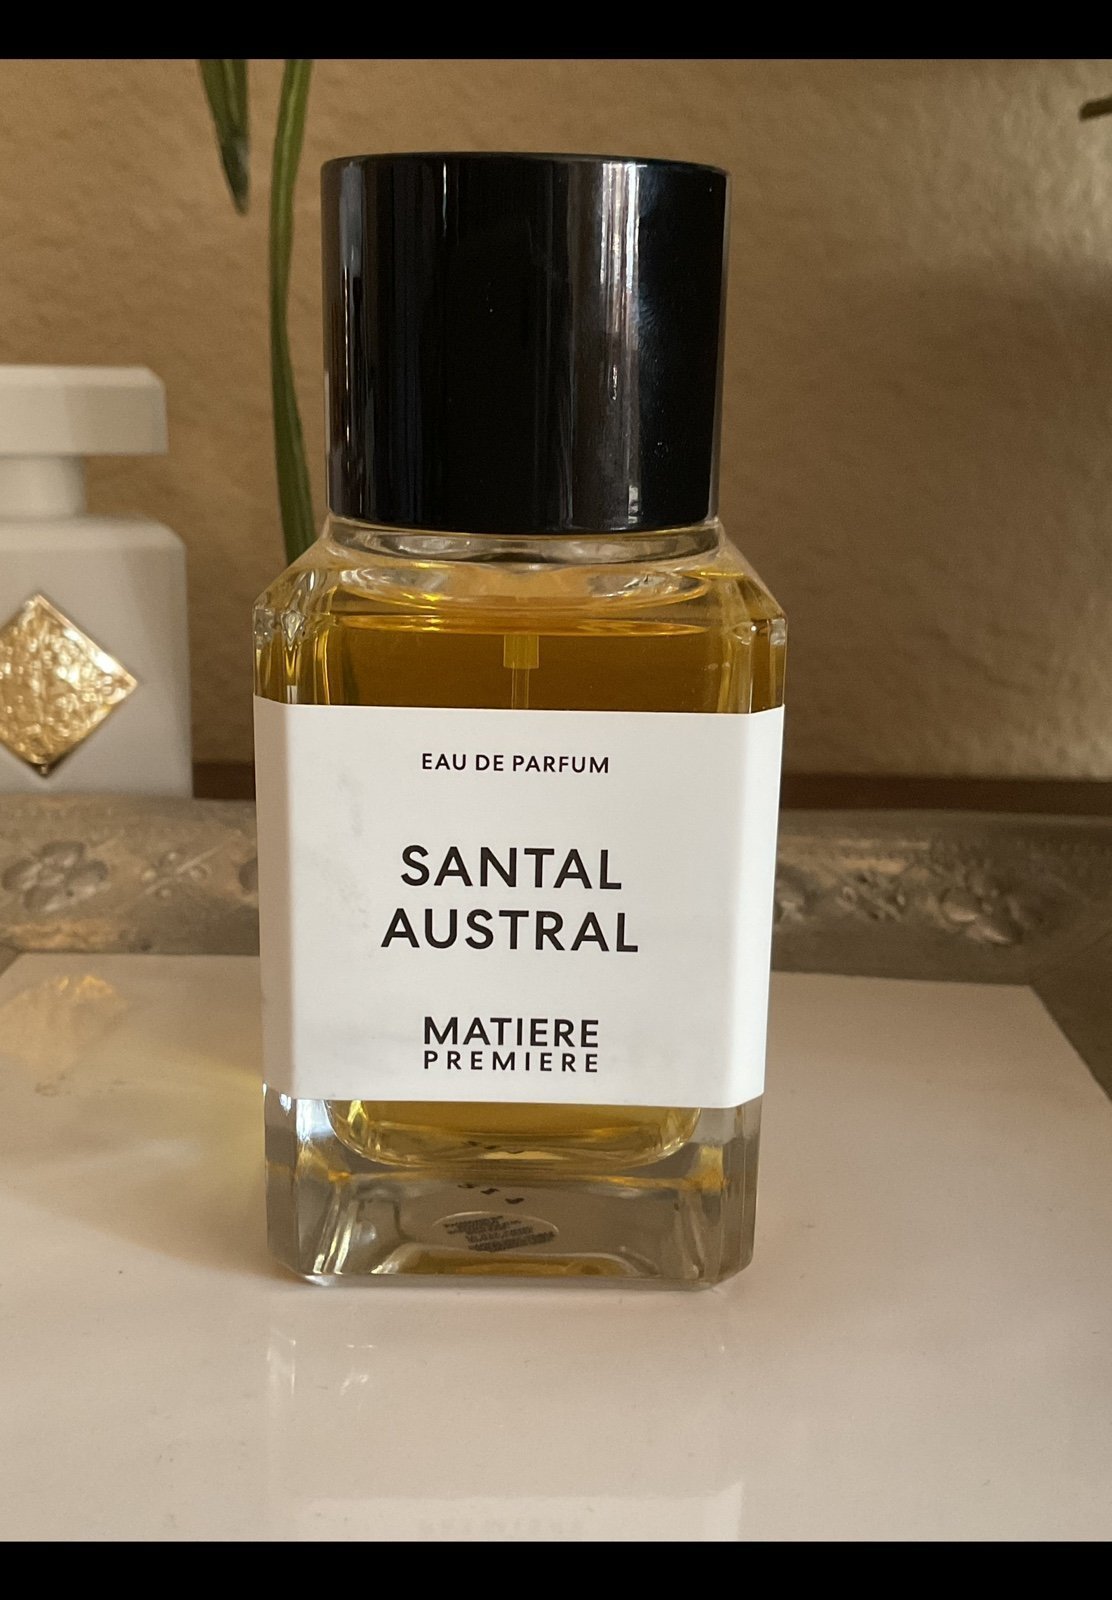 EAU DE PARFUM
SANTAL
AUSTRAL
MATIERE
PREMIERE